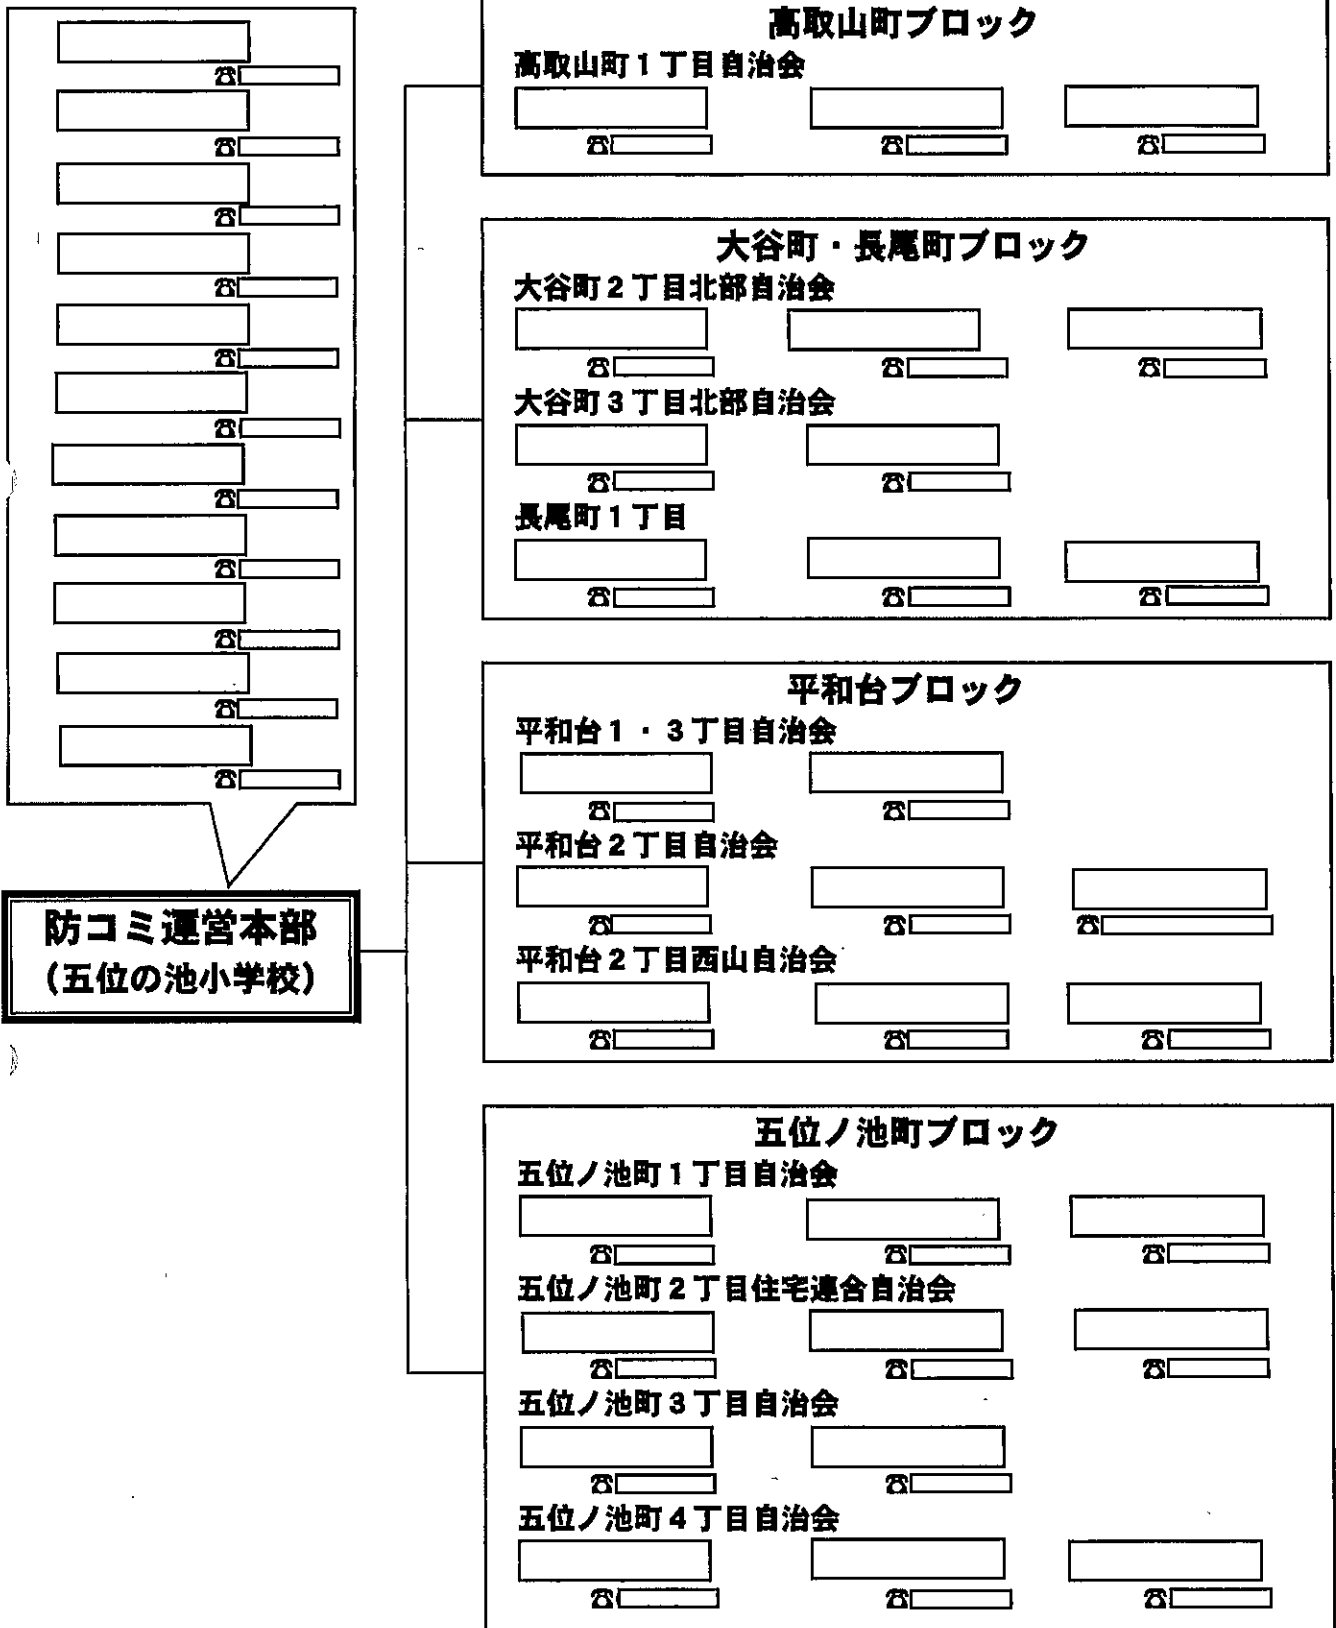 ☎
☎
☎
☎
☎
☎
☎
☎
☎
☎
☎
防コミ運営本部
(五位の池小学校)
高取山町ブロック
高取山町1丁目自治会
☎ ☎ ☎
大谷町・長尾町ブロック
大谷町2丁目北部自治会
☎ ☎ ☎
大谷町3丁目北部自治会
☎ ☎
長尾町1丁目
☎ ☎ ☎
平和台ブロック
平和台1・3丁目自治会
☎ ☎
平和台2丁目自治会
☎ ☎ ☎
平和台2丁目西山自治会
☎ ☎ ☎
五位ノ池町ブロック
五位ノ池町1丁目自治会
☎ ☎ ☎
五位ノ池町2丁目住宅連合自治会
☎ ☎ ☎
五位ノ池町3丁目自治会
☎ ☎
五位ノ池町4丁目自治会
☎ ☎ ☎